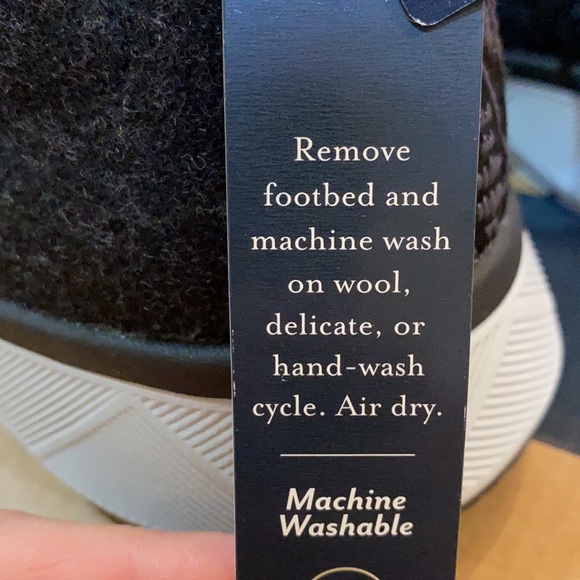 Remove
footbed and
machine wash
on wool,
delicate, or
hand-wash
cycle. Air dry.
Machine
Washable